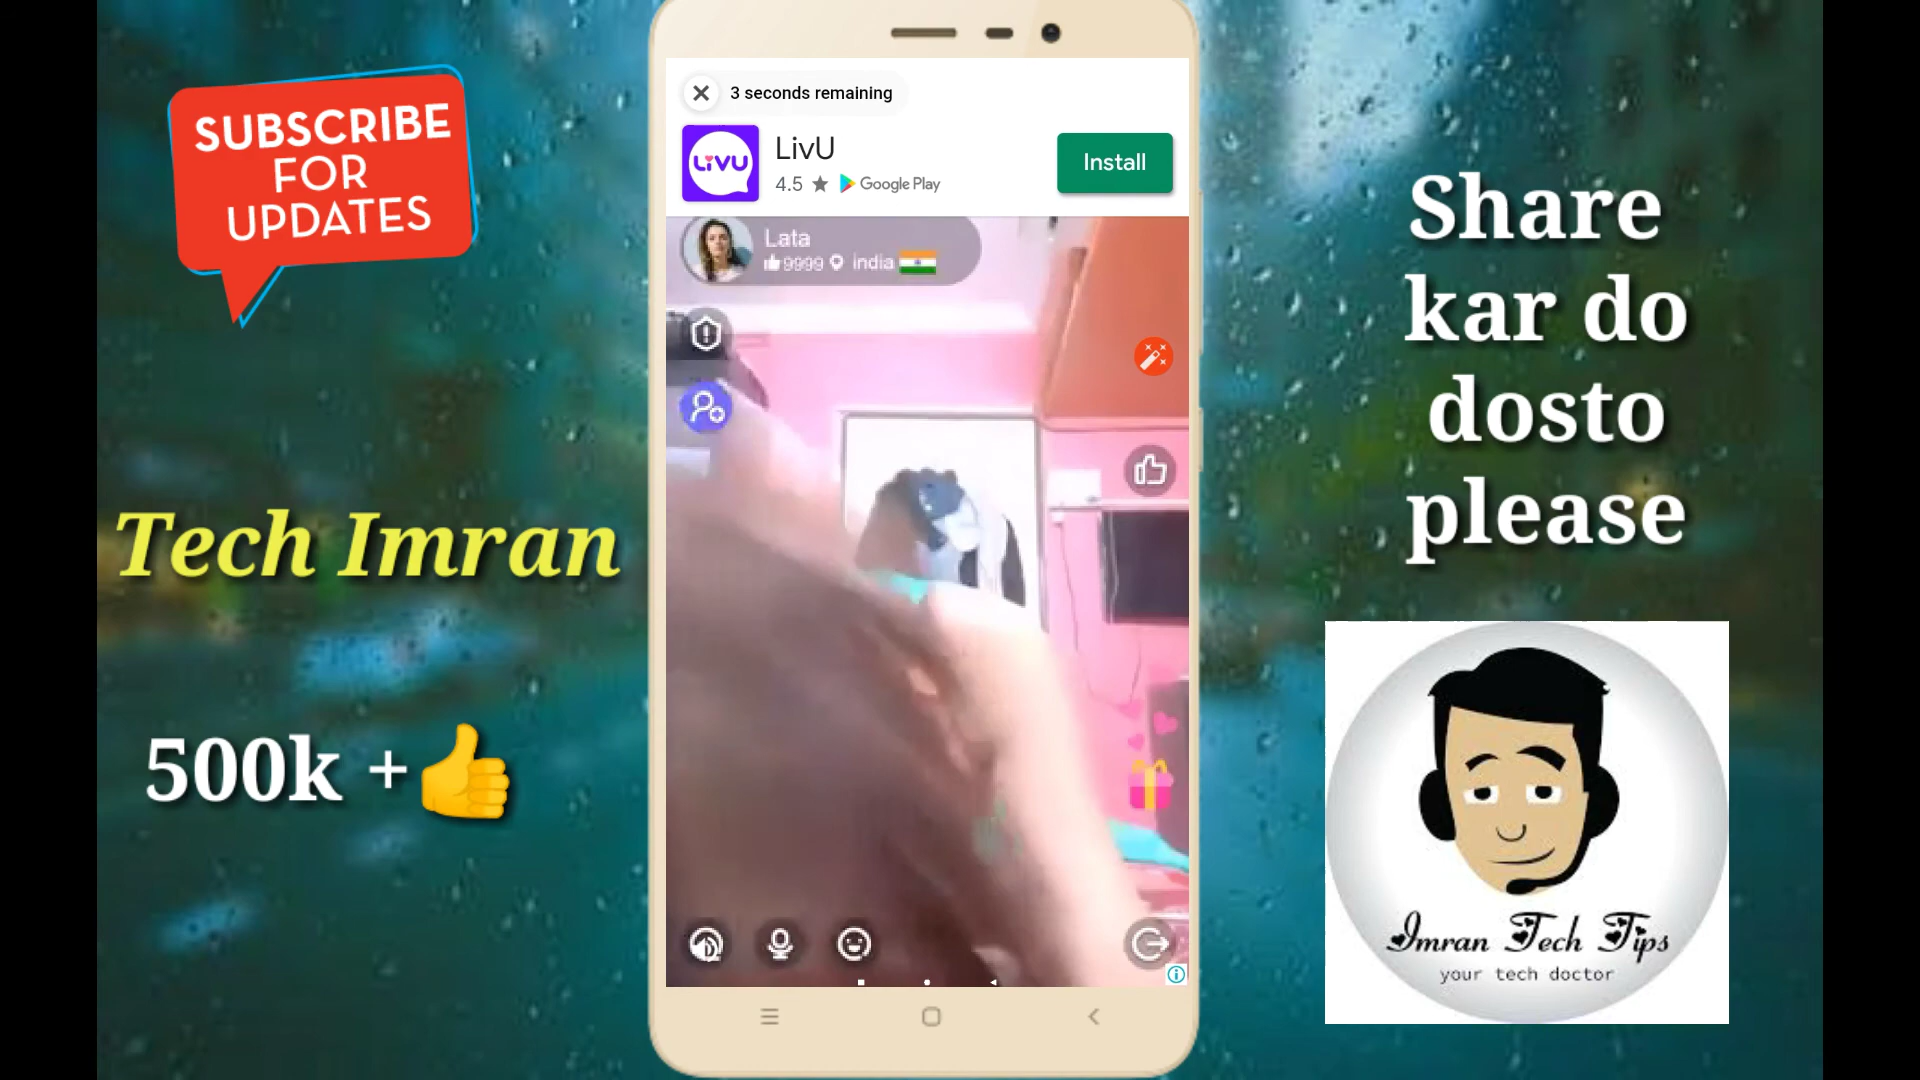 SUBSCRIBE
FOR
UPDATES
Tech Imran
500k +
3 seconds remaining
LivU
LivU
4.5 ★ Google Play
Install
Lata
9999 india
Share
kar do
dosto
please
Imran Tech Tips
your tech doctor